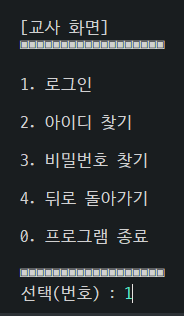 [교사 화면]
1. 로그인
2. 아이디 찾기
3. 비밀번호 찾기
4. 뒤로 돌아가기
0. 프로그램 종료
선택(번호) : 1